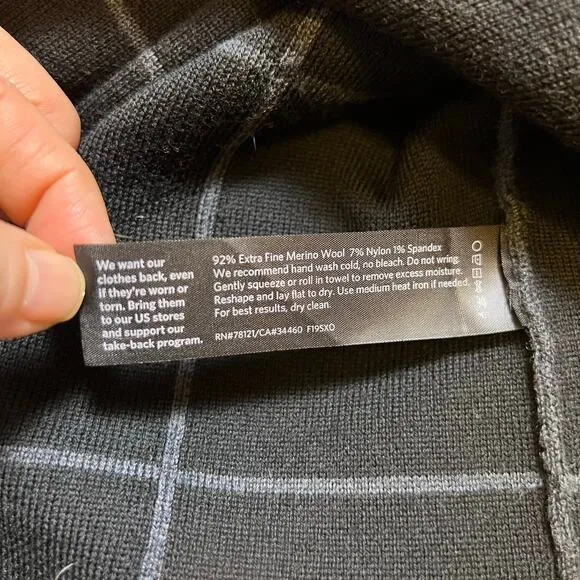 We want our
clothes back, even
if they're worn or
torn. Bring them
to our US stores
and support our
take-back program.
92% Extra Fine Merino Wool 7% Nylon 1% Spandex
We recommend hand wash cold, no bleach. Do not wring.
Gently squeeze or roll in towel to remove excess moisture.
Reshape and lay flat to dry. Use medium heat iron if needed.
For best results, dry clean.
RN#78121/CA#34460 F19SXO